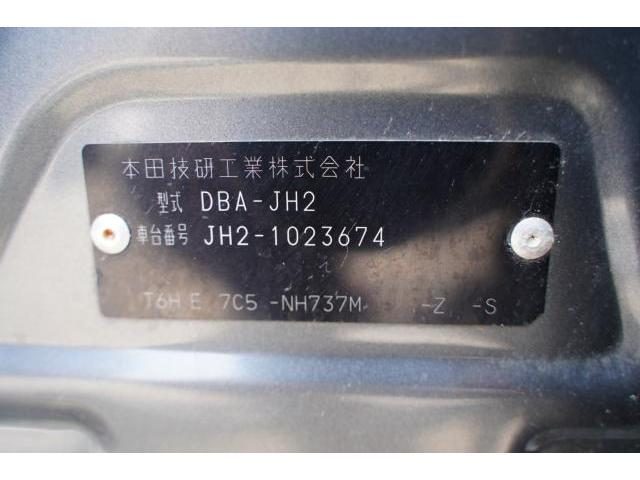 本田技研工業株式会社
型式 DBA-JH2
車台番号 JH2-1023674
T6H E 7C5 -NH737M -Z -S